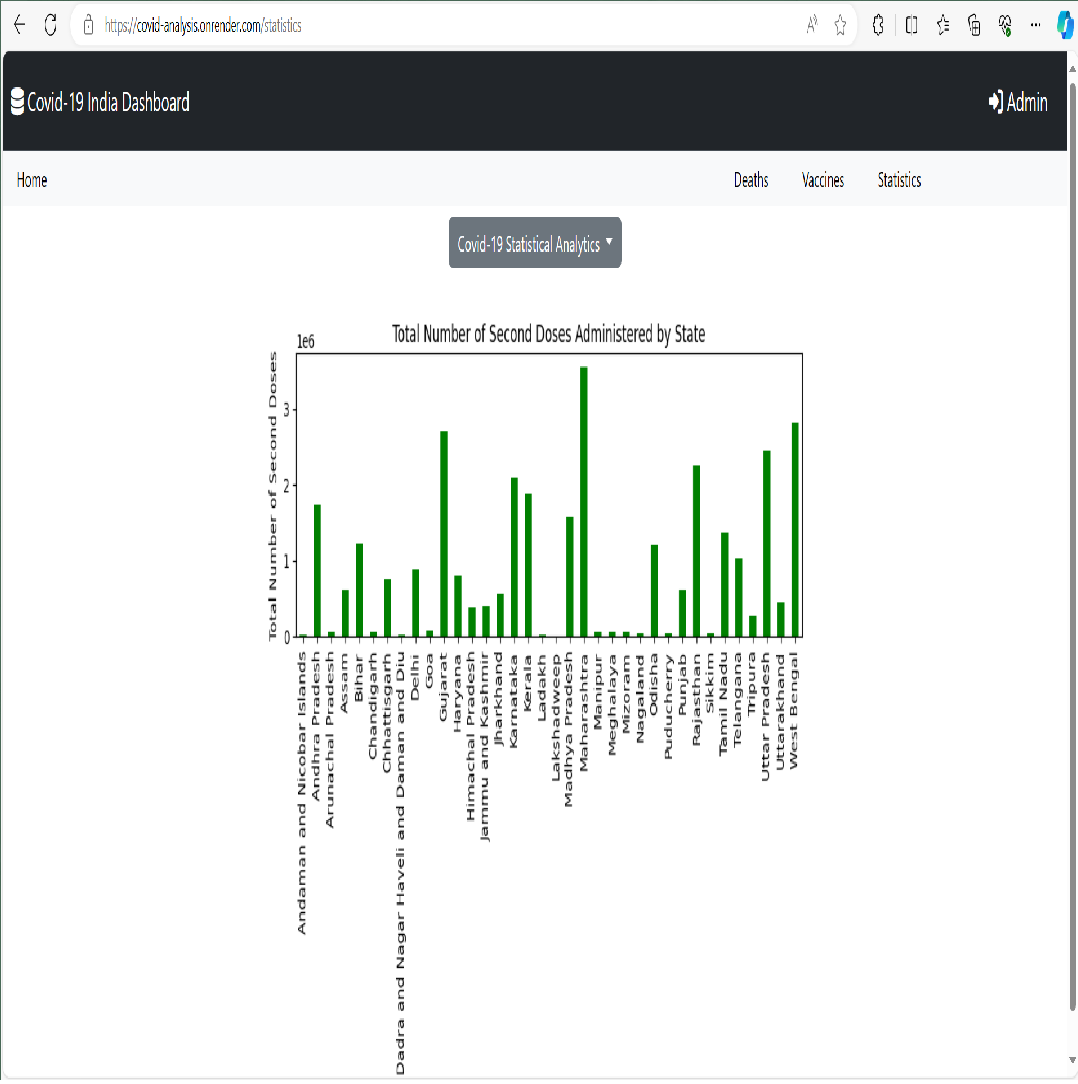 https://covid-analysis.onrender.com/statistics
Covid-19 India Dashboard
Admin
Home
Deaths
Vaccines
Statistics
Covid-19 Statistical Analytics
Total Number of Second Doses Administered by State
1e6
Total Number of Second Doses
3
2
1
0
Andaman and Nicobar Islands
Andhra Pradesh
Arunachal Pradesh
Assam
Bihar
Chandigarh
Chhattisgarh
Dadra and Nagar Haveli and Daman and Diu
Delhi
Goa
Gujarat
Haryana
Himachal Pradesh
Jammu and Kashmir
Jharkhand
Karnataka
Kerala
Ladakh
Lakshadweep
Madhya Pradesh
Maharashtra
Manipur
Meghalaya
Mizoram
Nagaland
Odisha
Puducherry
Punjab
Rajasthan
Sikkim
Tamil Nadu
Telangana
Tripura
Uttar Pradesh
Uttarakhand
West Bengal